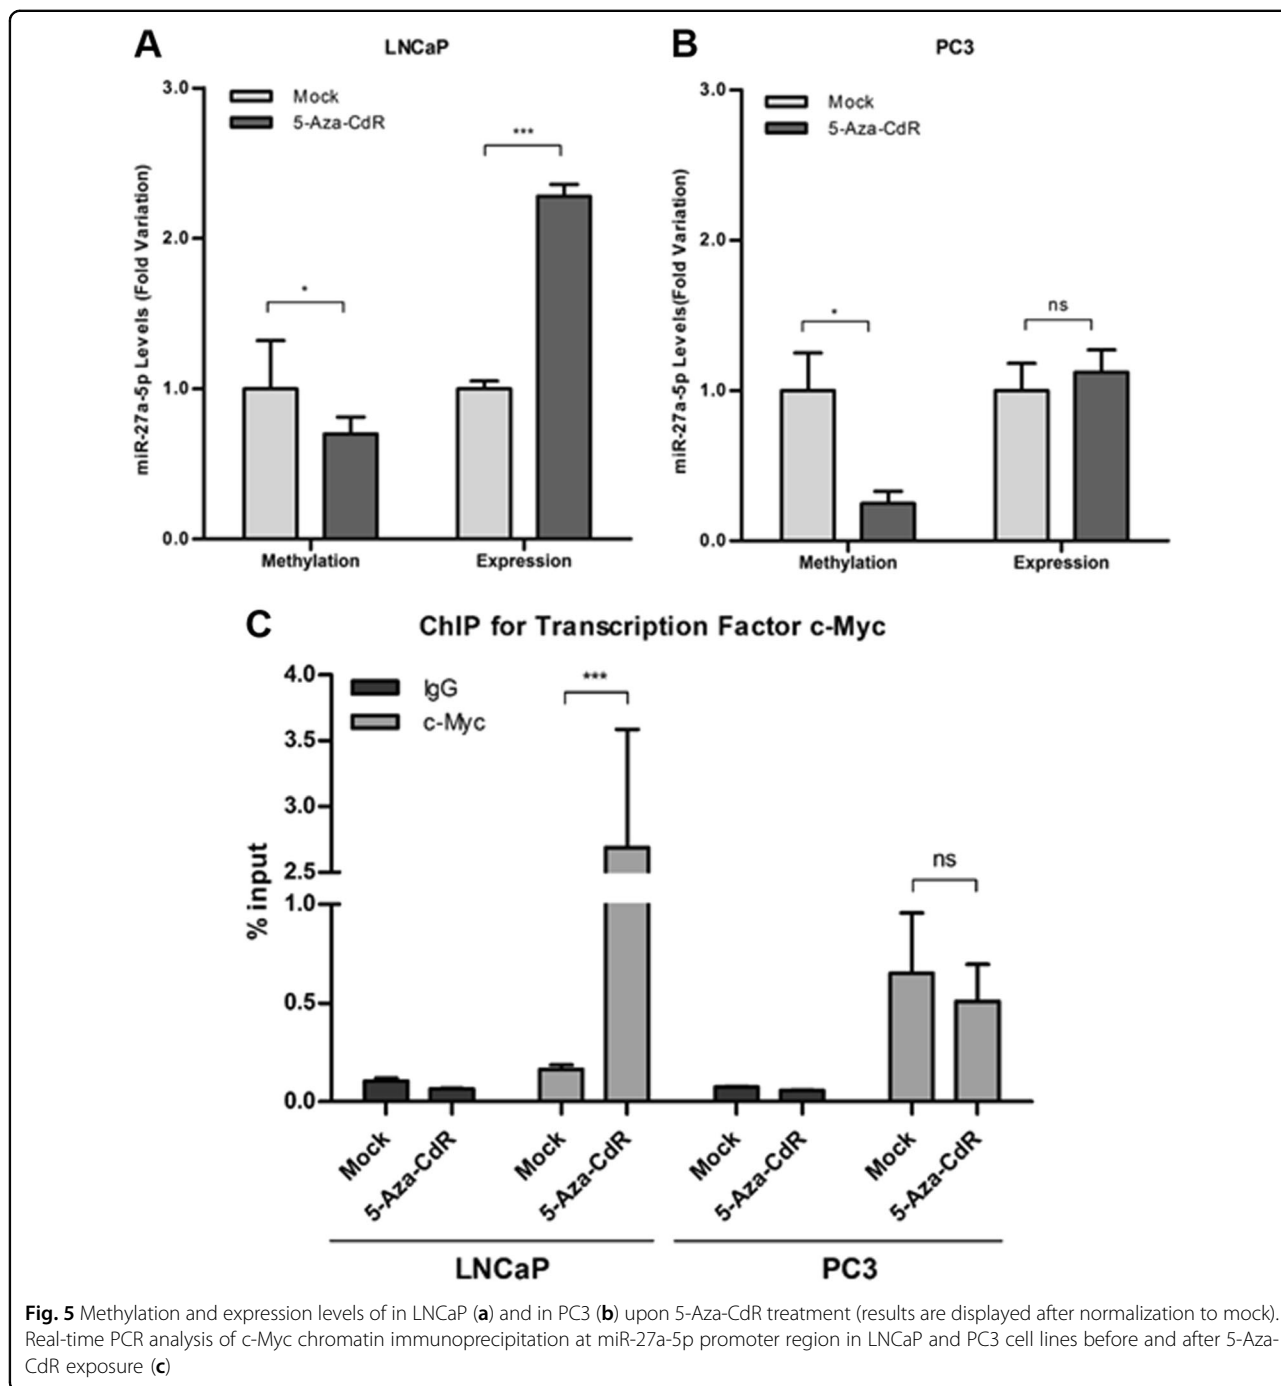 A
LNCaP
3.0
2.0
1.0
0.0
miR-27a-5p Levels (Fold Variation)
Mock
5-Aza-CdR
*
***
Methylation
Expression
B
PC3
3.0
2.0
1.0
0.0
miR-27a-5p Levels(Fold Variation)
Mock
5-Aza-CdR
*
ns
Methylation
Expression
C
ChIP for Transcription Factor c-Myc
4.0
3.5
3.0
2.5
1.0
0.5
0.0
% input
IgG
c-Myc
***
ns
Mock
5-Aza-CdR
Mock
5-Aza-CdR
Mock
5-Aza-CdR
Mock
5-Aza-CdR
LNCaP
PC3
Fig. 5 Methylation and expression levels of in LNCaP (a) and in PC3 (b) upon 5-Aza-CdR treatment (results are displayed after normalization to mock).
Real-time PCR analysis of c-Myc chromatin immunoprecipitation at miR-27a-5p promoter region in LNCaP and PC3 cell lines before and after 5-Aza-
CdR exposure (c)